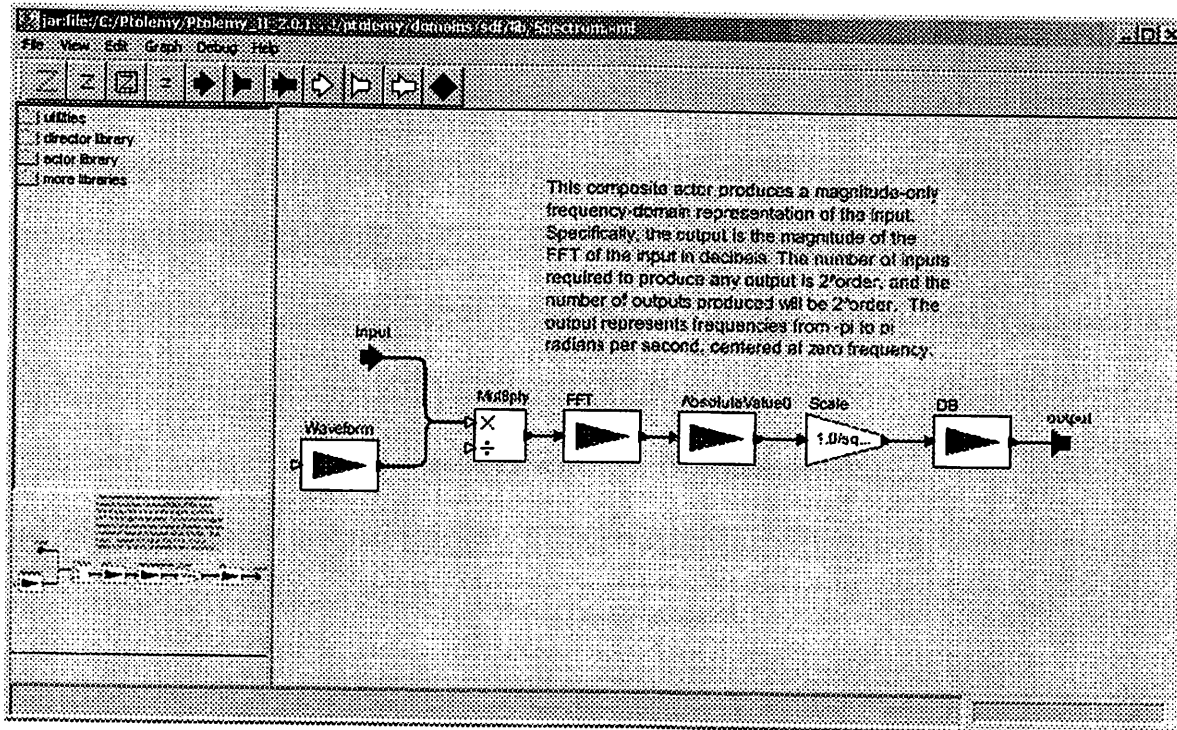 jar:file:/C:/Ptolemy/Ptolemy_II_2.0.1.../ptolemy/domains/sdf/lib/Spectrum.xml
File View Edit Graph Debug Help
utilities
director library
actor library
more libraries
This composite actor produces a magnitude-only
frequency-domain representation of the input.
Specifically, the output is the magnitude of the
FFT of the input in decibels. The number of inputs
required to produce any output is 2^order, and the
number of outputs produced will be 2^order. The
output represents frequencies from -pi to pi
radians per second, centered at zero frequency.
Input
Waveform
Multiply
×
÷
FFT
AbsoluteValue0
Scale
1.0/sq...
DB
output